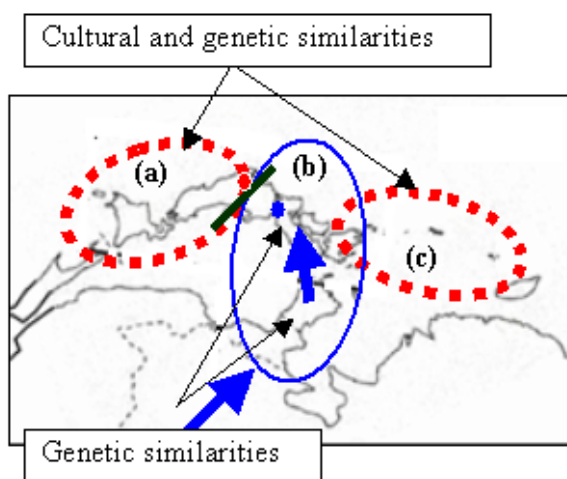 Cultural and genetic similarities
(a)
(b)
(c)
Genetic similarities